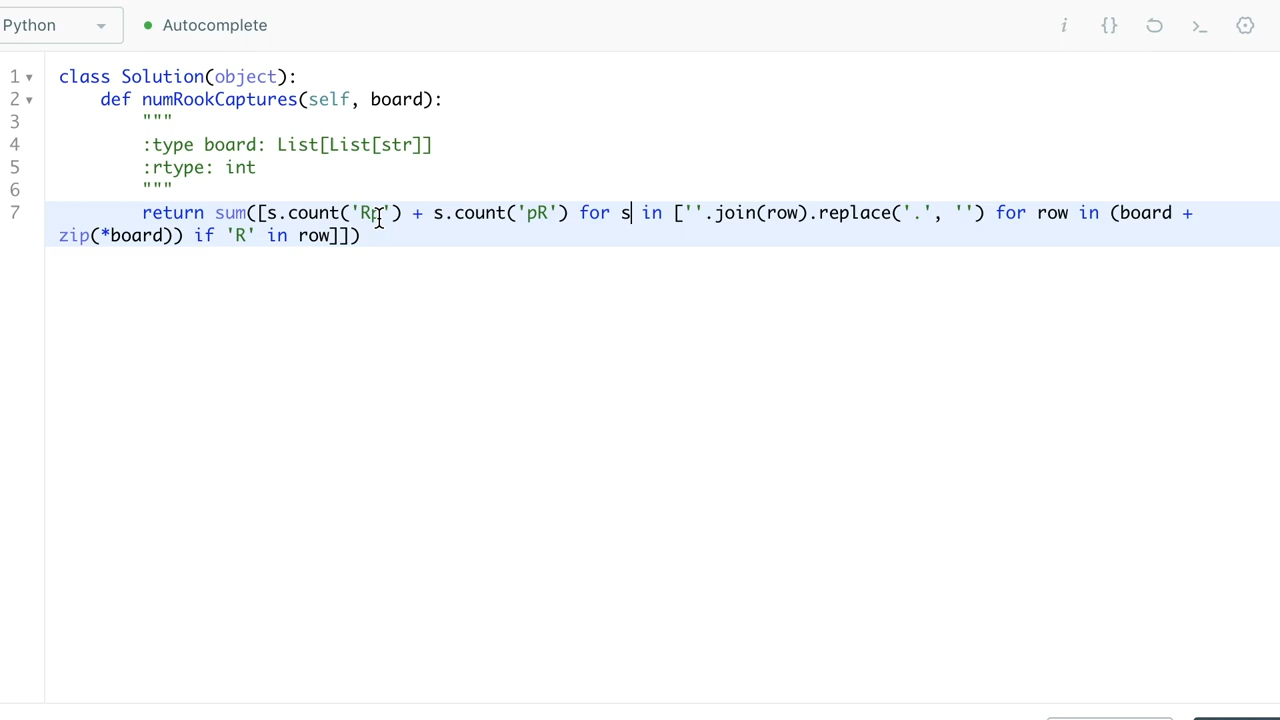 Python Autocomplete i {} >_
1 class Solution(object):
2 def numRookCaptures(self, board):
3 """
4 :type board: List[List[str]]
5 :rtype: int
6 """
7 return sum([s.count('Rp') + s.count('pR') for s in [''.join(row).replace('.', '') for row in (board +
zip(*board)) if 'R' in row]])